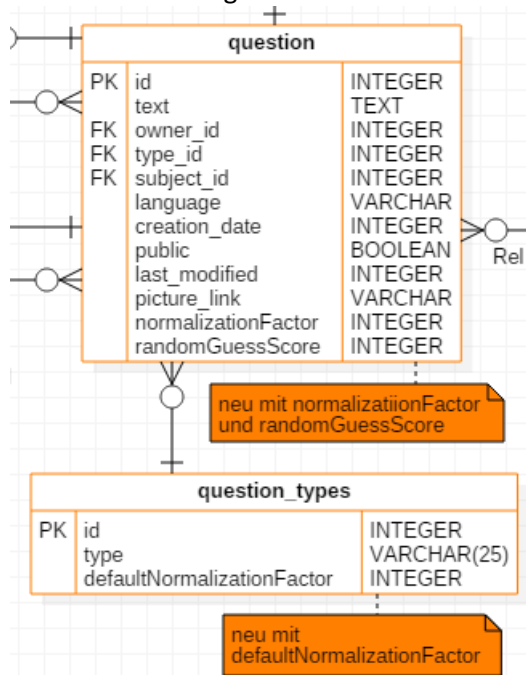 question
PK id INTEGER
text TEXT
FK owner_id INTEGER
FK type_id INTEGER
FK subject_id INTEGER
language VARCHAR
creation_date INTEGER
public BOOLEAN
last_modified INTEGER
picture_link VARCHAR
normalizationFactor INTEGER
randomGuessScore INTEGER
Rel
neu mit normalizatiionFactor
und randomGuessScore
question_types
PK id INTEGER
type VARCHAR(25)
defaultNormalizationFactor INTEGER
neu mit
defaultNormalizationFactor